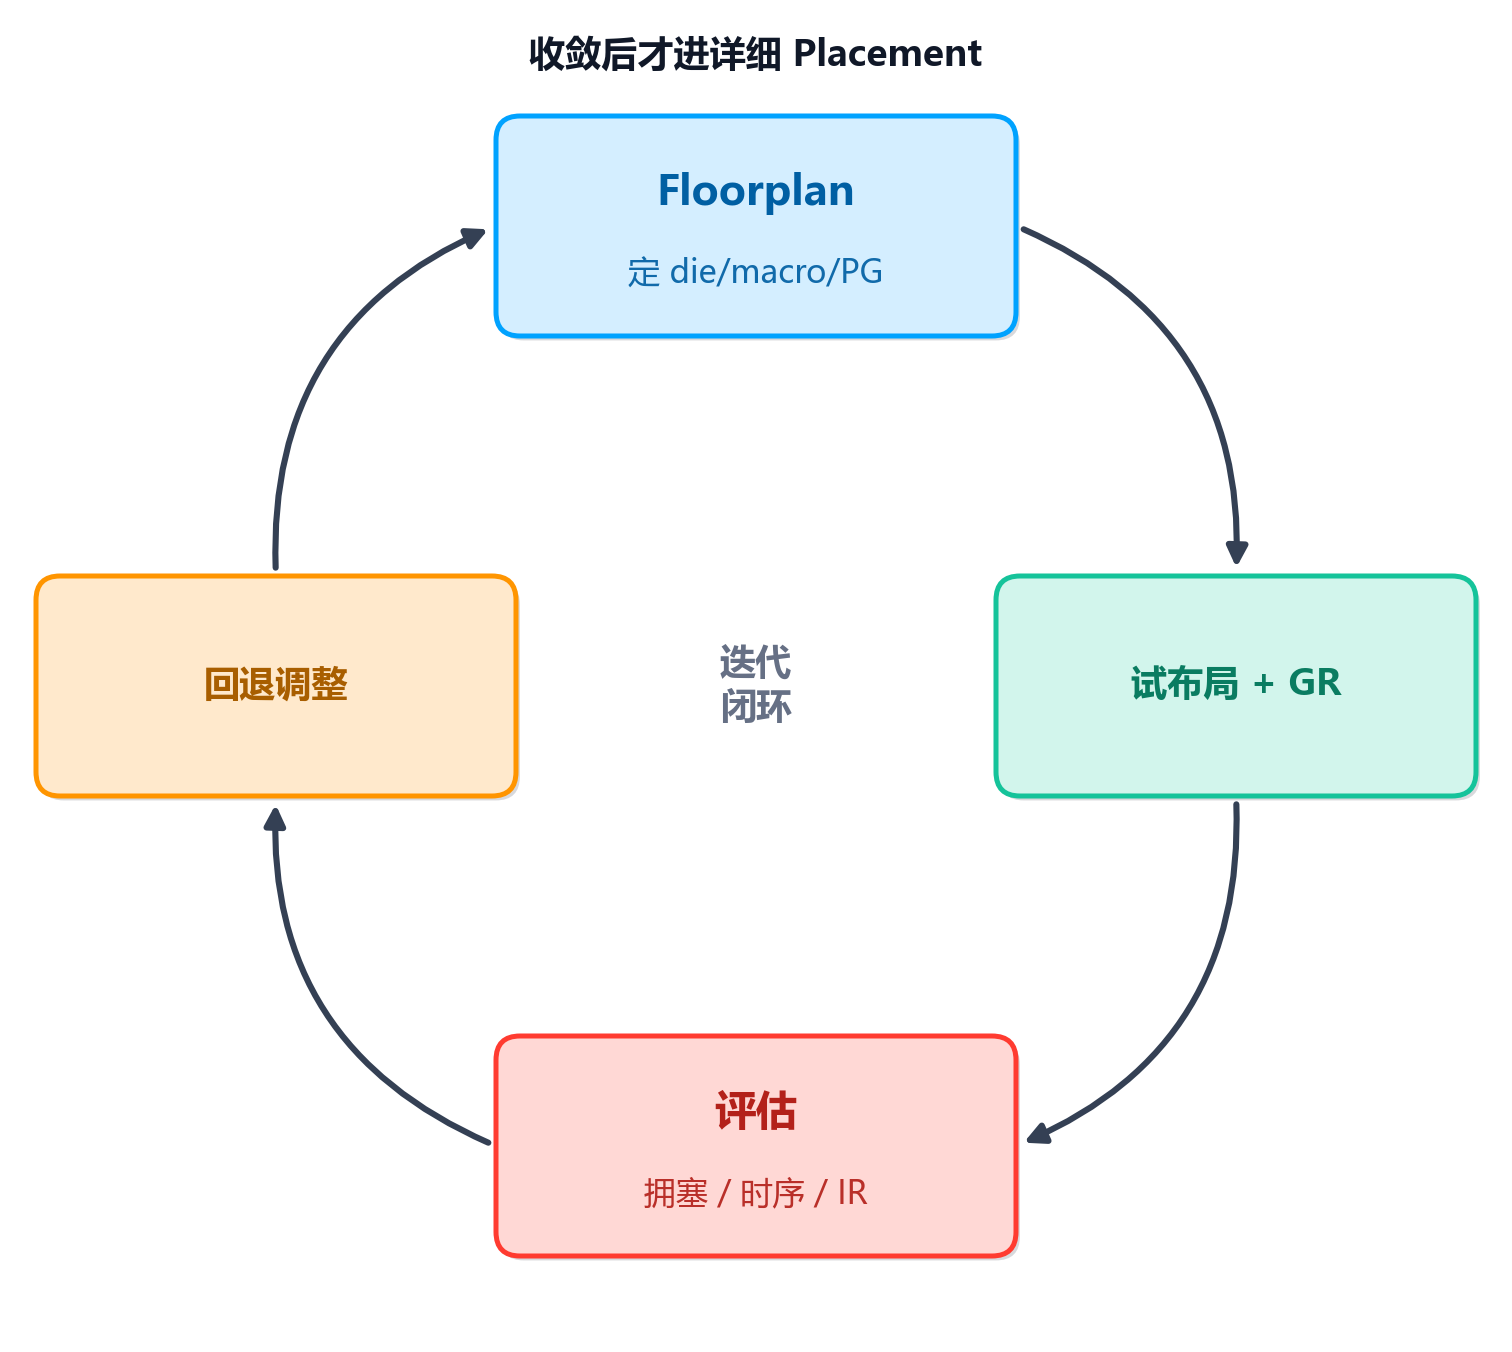 收敛后才进详细 Placement
Floorplan
定 die/macro/PG
回退调整
迭代
闭环
试布局 + GR
评估
拥塞 / 时序 / IR